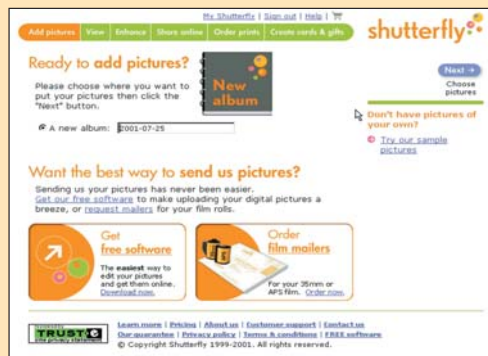 My Shutterfly | Sign out | Help |
Add pictures | View | Enhance | Share online | Order prints | Create cards & gifts
shutterfly
Ready to add pictures?
Please choose where you want to
put your pictures then click the
"Next" button.
New
album
A new album: 2001-07-25
Next →
Choose
pictures
Don't have pictures of
your own?
Try our sample
pictures
Want the best way to send us pictures?
Sending us your pictures has never been easier.
Get our free software to make uploading your digital pictures a
breeze, or request mailers for your film rolls.
Get
free software
The easiest way to
edit your pictures
and get them online.
Download now.
Order
film mailers
For your 35mm or
APS film. Order now.
TRUSTe
site privacy statement
Learn more | Pricing | About us | Customer support | Contact us
Our guarantee | Privacy policy | Terms & conditions | FREE software
© Copyright Shutterfly 1999-2001. All rights reserved.